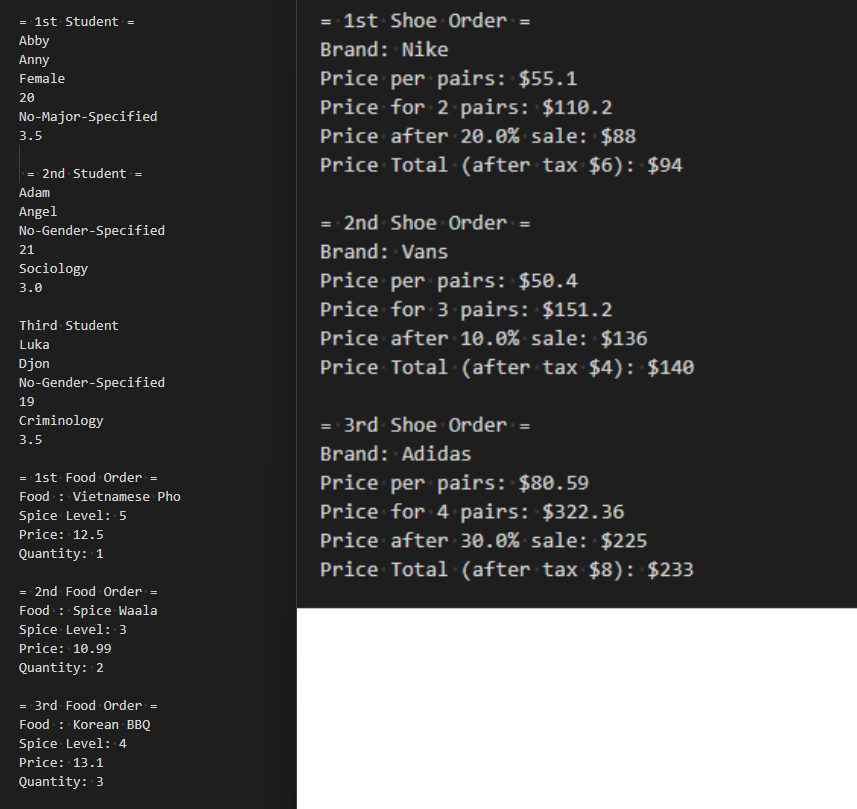 = 1st Student =
Abby
Anny
Female
20
No-Major-Specified
3.5
= 2nd Student =
Adam
Angel
No-Gender-Specified
21
Sociology
3.0
Third Student
Luka
Djon
No-Gender-Specified
19
Criminology
3.5
= 1st Food Order =
Food : Vietnamese Pho
Spice Level: 5
Price: 12.5
Quantity: 1
= 2nd Food Order =
Food : Spice Waala
Spice Level: 3
Price: 10.99
Quantity: 2
= 3rd Food Order =
Food : Korean BBQ
Spice Level: 4
Price: 13.1
Quantity: 3
= 1st Shoe Order =
Brand: Nike
Price per pairs: $55.1
Price for 2 pairs: $110.2
Price after 20.0% sale: $88
Price Total (after tax $6): $94
= 2nd Shoe Order =
Brand: Vans
Price per pairs: $50.4
Price for 3 pairs: $151.2
Price after 10.0% sale: $136
Price Total (after tax $4): $140
= 3rd Shoe Order =
Brand: Adidas
Price per pairs: $80.59
Price for 4 pairs: $322.36
Price after 30.0% sale: $225
Price Total (after tax $8): $233